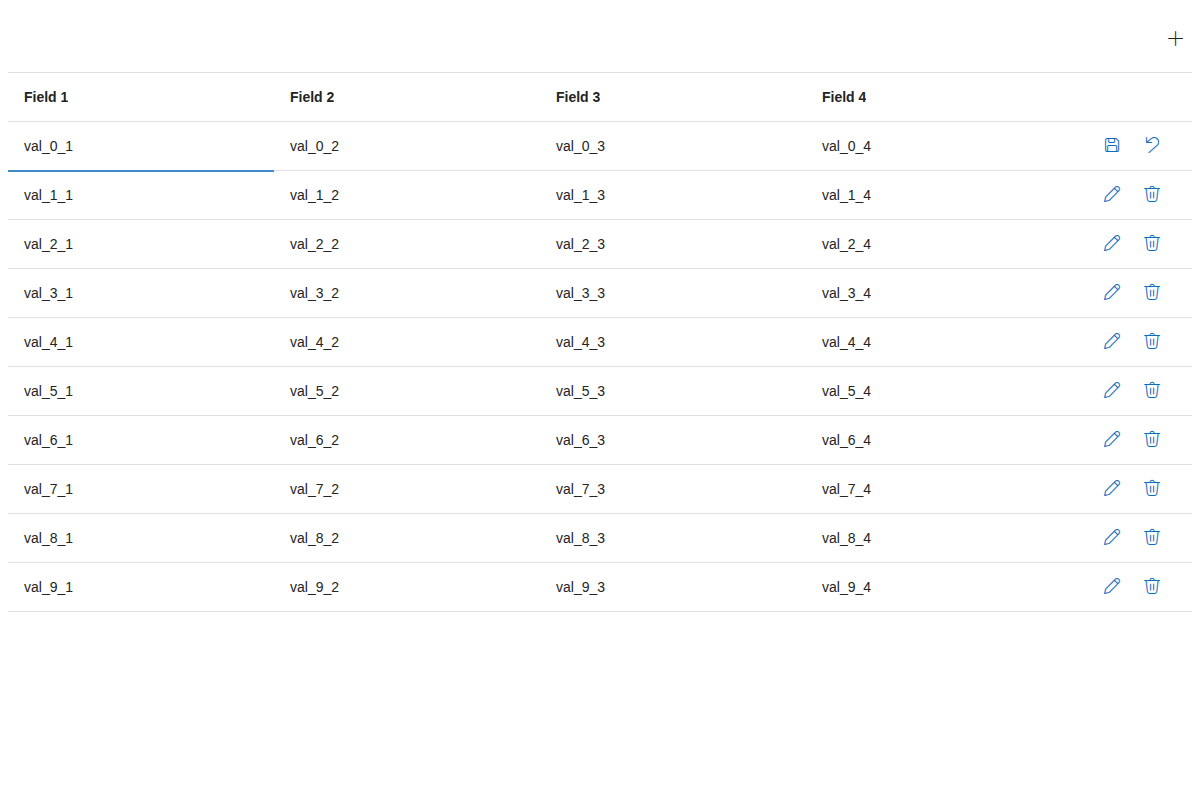 Field 1 Field 2 Field 3 Field 4
val_0_1 val_0_2 val_0_3 val_0_4
val_1_1 val_1_2 val_1_3 val_1_4
val_2_1 val_2_2 val_2_3 val_2_4
val_3_1 val_3_2 val_3_3 val_3_4
val_4_1 val_4_2 val_4_3 val_4_4
val_5_1 val_5_2 val_5_3 val_5_4
val_6_1 val_6_2 val_6_3 val_6_4
val_7_1 val_7_2 val_7_3 val_7_4
val_8_1 val_8_2 val_8_3 val_8_4
val_9_1 val_9_2 val_9_3 val_9_4